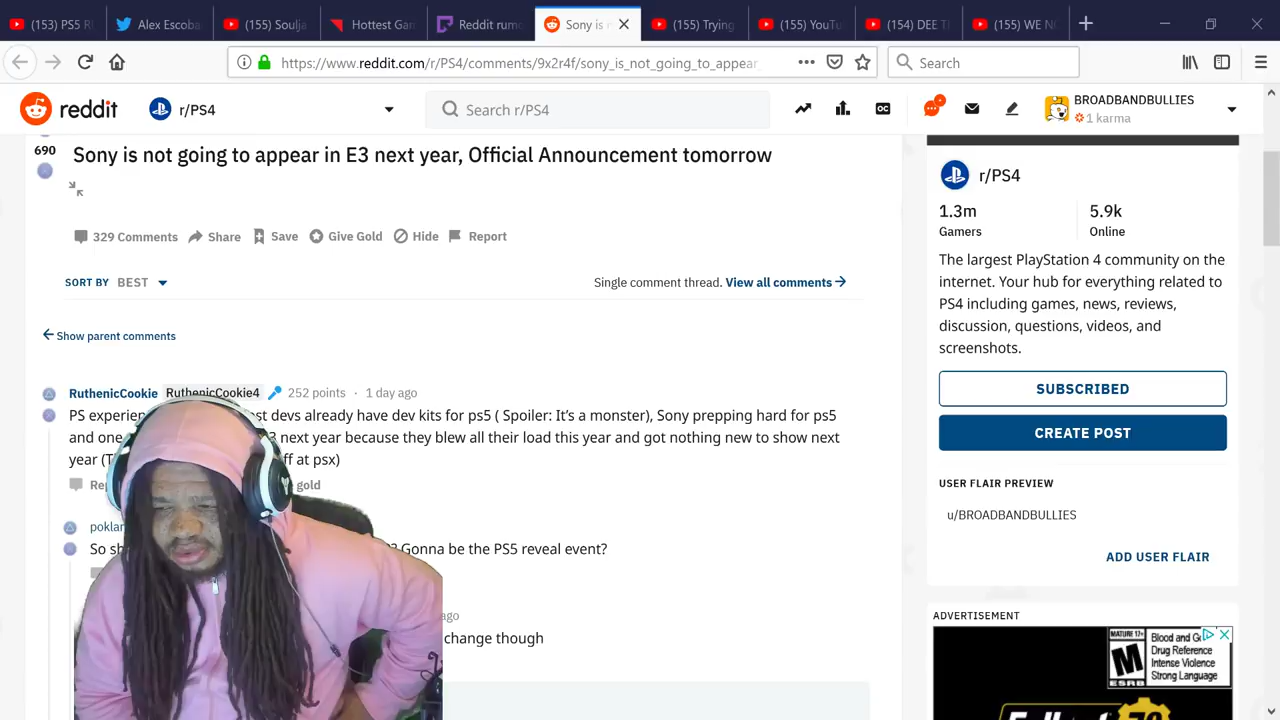 (153) PS5 R
Alex Escoba
(155) Soulja
Hottest Gar
Reddit rumo
Sony is
(155) Trying
(155) YouTu
(154) DEE T
(155) WE N
https://www.reddit.com/r/PS4/comments/9x2r4f/sony_is_not_going_to_appear_
Search
reddit
r/PS4
Search r/PS4
BROADBANDBULLIES
1 karma
690
Sony is not going to appear in E3 next year, Official Announcement tomorrow
329 Comments Share Save Give Gold Hide Report
SORT BY BEST
Single comment thread. View all comments
Show parent comments
RuthenicCookie RuthenicCookie4 252 points · 1 day ago
PS experien st devs already have dev kits for ps5 ( Spoiler: It's a monster), Sony prepping hard for ps5
and one 3 next year because they blew all their load this year and got nothing new to show next
year (T ff at psx)
Rep gold
poklar
So sh ? Gonna be the PS5 reveal event?
ago
change though
r/PS4
1.3m 5.9k
Gamers Online
The largest PlayStation 4 community on the
internet. Your hub for everything related to
PS4 including games, news, reviews,
discussion, questions, videos, and
screenshots.
SUBSCRIBED
CREATE POST
USER FLAIR PREVIEW
u/BROADBANDBULLIES
ADD USER FLAIR
ADVERTISEMENT
MATURE 17+
M
ESRB
Blood and G
Drug Reference
Intense Violence
Strong Language